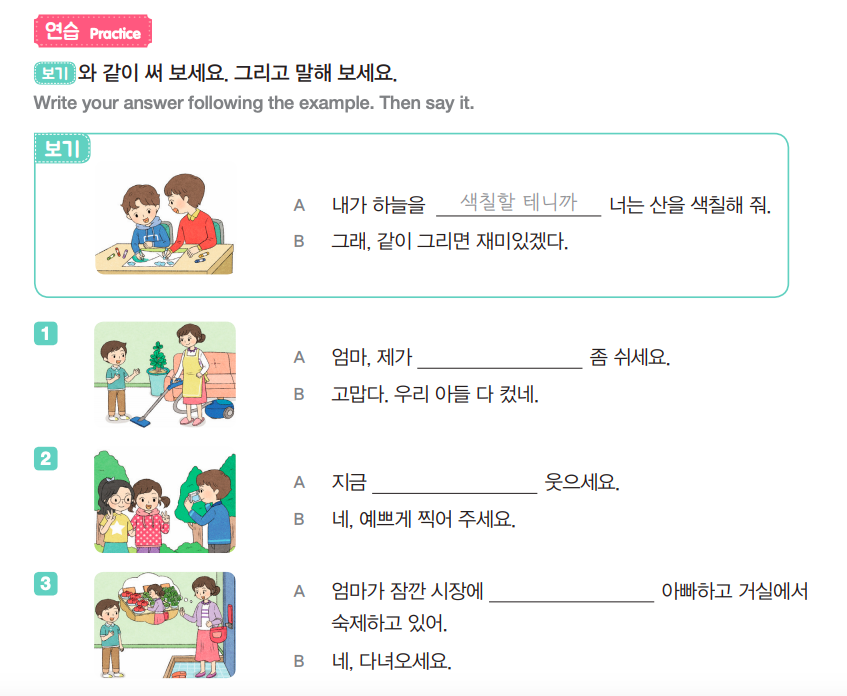 연습 Practice
보기 와 같이 써 보세요. 그리고 말해 보세요.
Write your answer following the example. Then say it.
보기
A 내가 하늘을 색칠할 테니까 너는 산을 색칠해 줘.
B 그래, 같이 그리면 재미있겠다.
1
A 엄마, 제가 _______________ 좀 쉬세요.
B 고맙다. 우리 아들 다 컸네.
2
A 지금 _______________ 웃으세요.
B 네, 예쁘게 찍어 주세요.
3
A 엄마가 잠깐 시장에 _______________ 아빠하고 거실에서
숙제하고 있어.
B 네, 다녀오세요.